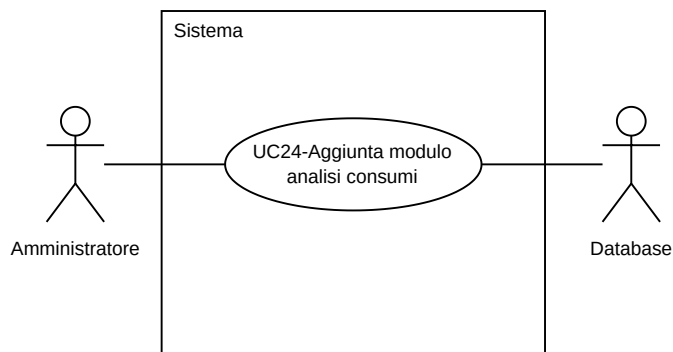 Sistema
UC24-Aggiunta modulo
analisi consumi
Amministratore
Database